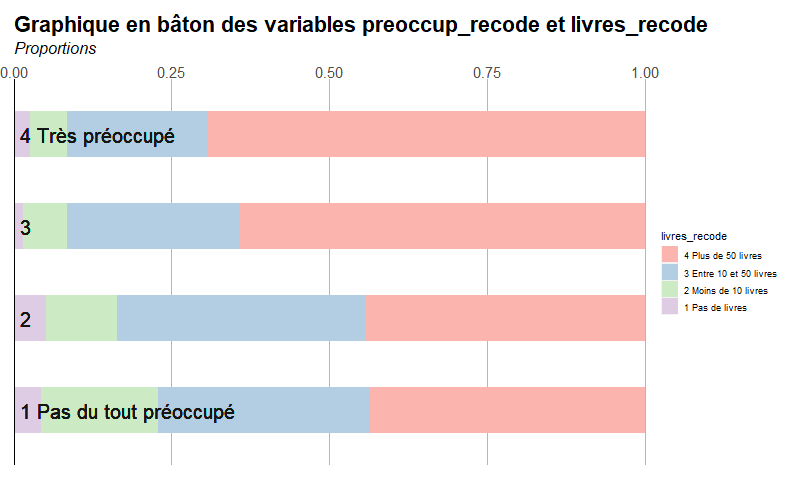 Graphique en bâton des variables preoccup_recode et livres_recode
Proportions
0.00 0.25 0.50 0.75 1.00
4 Très préoccupé
3
2
1 Pas du tout préoccupé
livres_recode
4 Plus de 50 livres
3 Entre 10 et 50 livres
2 Moins de 10 livres
1 Pas de livres